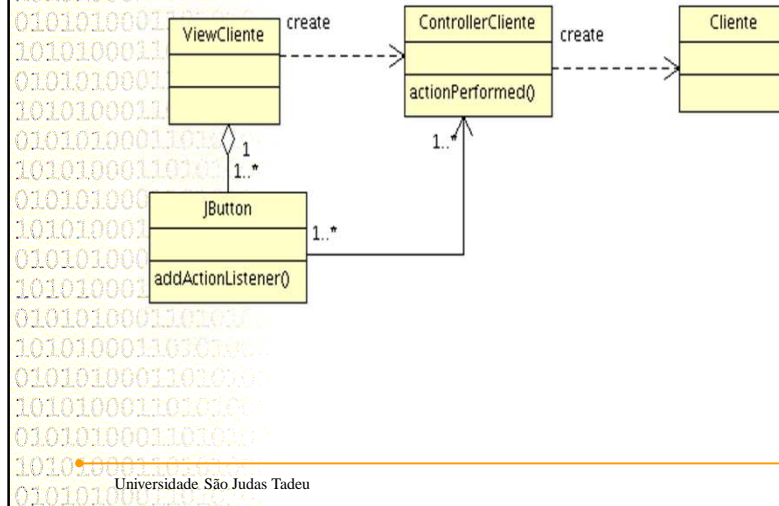 ViewCliente
create
ControllerCliente
create
Cliente
actionPerformed()
1
1..*
1..*
JButton
1..*
addActionListener()
Universidade São Judas Tadeu